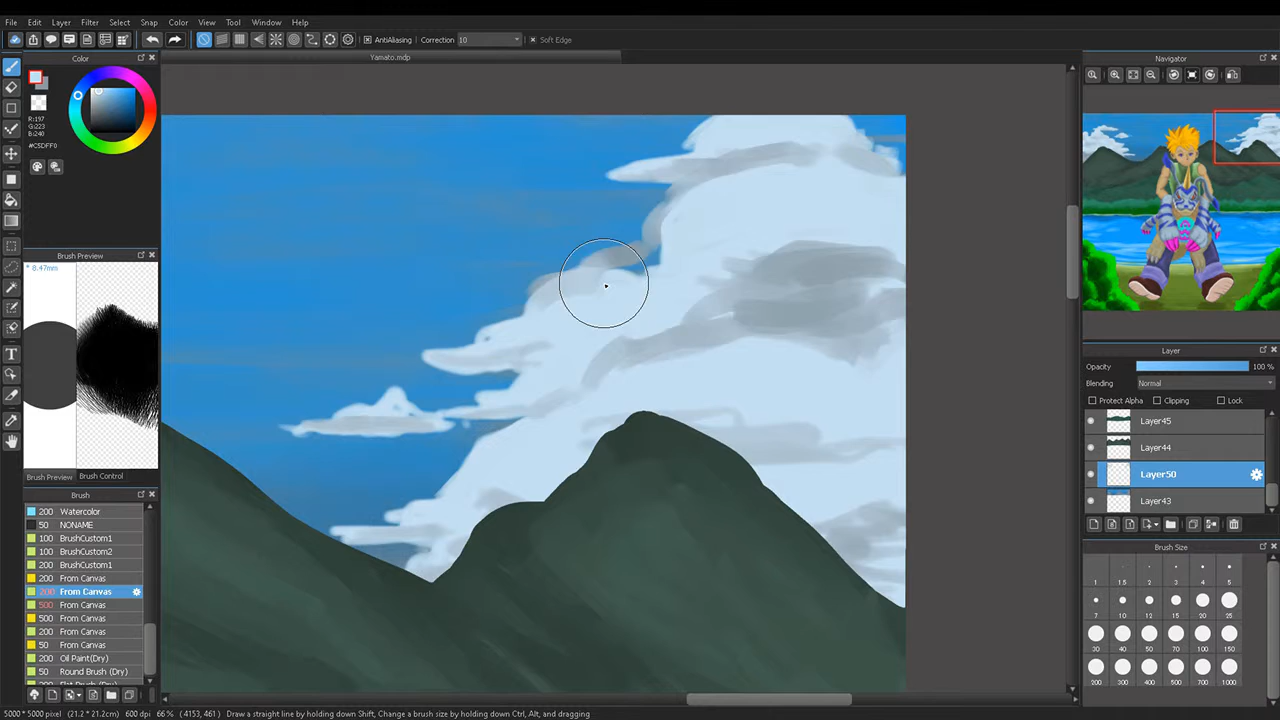 File Edit Layer Filter Select Snap Color View Tool Window Help
AntiAliasing Correction 10 Soft Edge
Color
Yamato.mdp
Navigator
R:197
G:223
B:240
#C5DFF0
Brush Preview
* 8.47mm
Brush Preview Brush Control
Brush
200 Watercolor
50 NONAME
100 BrushCustom1
100 BrushCustom2
100 BrushCustom1
200 From Canvas
200 From Canvas
500 From Canvas
500 From Canvas
200 From Canvas
50 From Canvas
200 Oil Paint(Dry)
50 Round Brush (Dry)
Layer
Opacity 100 %
Blending Normal
Protect Alpha Clipping Lock
Layer45
Layer44
Layer50
Layer43
Brush Size
1 1.5 2 3 4 5
7 10 12 15 20 25
30 40 50 70 100 150
200 300 400 500 700 1000
5000 * 5000 pixel (21.2 * 21.2cm) 600 dpi 66 % ( 4153, 461 ) Draw a straight line by holding down Shift, Change a brush size by holding down Ctrl, Alt, and dragging